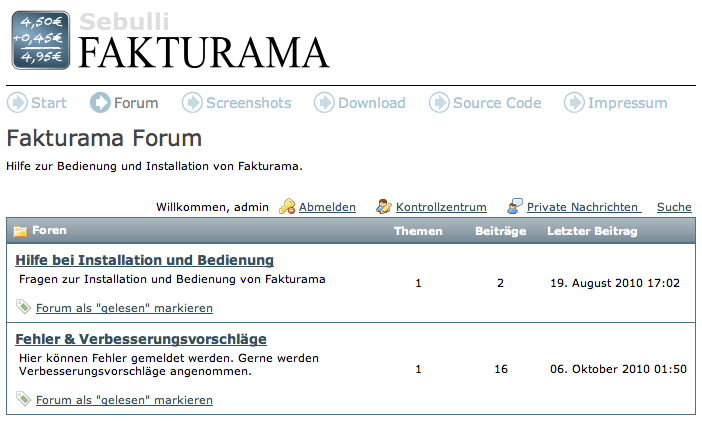 4,50€
+0,45€
4,95€
Sebulli
FAKTURAMA
Start Forum Screenshots Download Source Code Impressum
Fakturama Forum
Hilfe zur Bedienung und Installation von Fakturama.
Willkommen, admin Abmelden Kontrollzentrum Private Nachrichten Suche
Foren Themen Beiträge Letzter Beitrag
Hilfe bei Installation und Bedienung
Fragen zur Installation und Bedienung von Fakturama
1 2 19. August 2010 17:02
Forum als "gelesen" markieren
Fehler & Verbesserungsvorschläge
Hier können Fehler gemeldet werden. Gerne werden
Verbesserungsvorschläge angenommen.
1 16 06. Oktober 2010 01:50
Forum als "gelesen" markieren